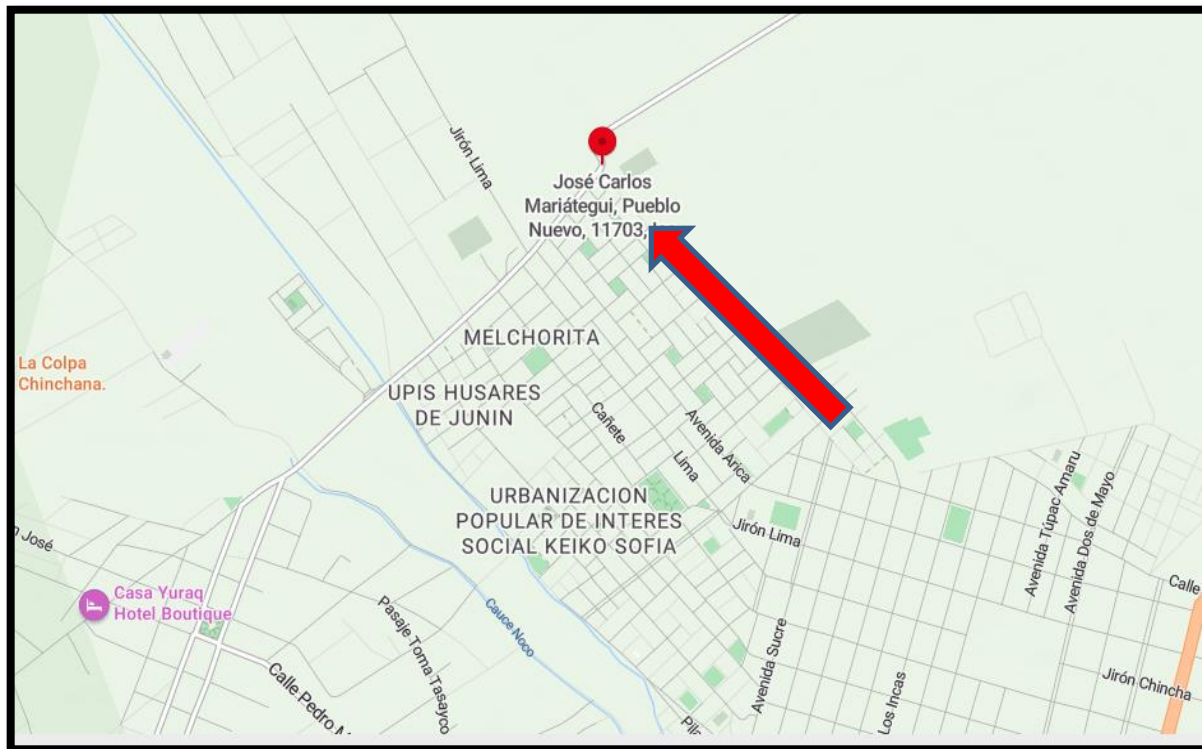 Jirón Lima
José Carlos
Mariátegui, Pueblo
Nuevo, 11703,
MELCHORITA
La Colpa
Chinchana.
UPIS HUSARES
DE JUNIN
Cañete
Avenida Arica
Lima
URBANIZACION
POPULAR DE INTERES
SOCIAL KEIKO SOFIA
Jirón Lima
Avenida Túpac Amaru
Avenida Dos de Mayo
José
Calle
Casa Yuraq
Hotel Boutique
Cauce Noco
Pasaje Toma Tasayco
Avenida Sucre
Calle Pedro
Los Incas
Jirón Chincha